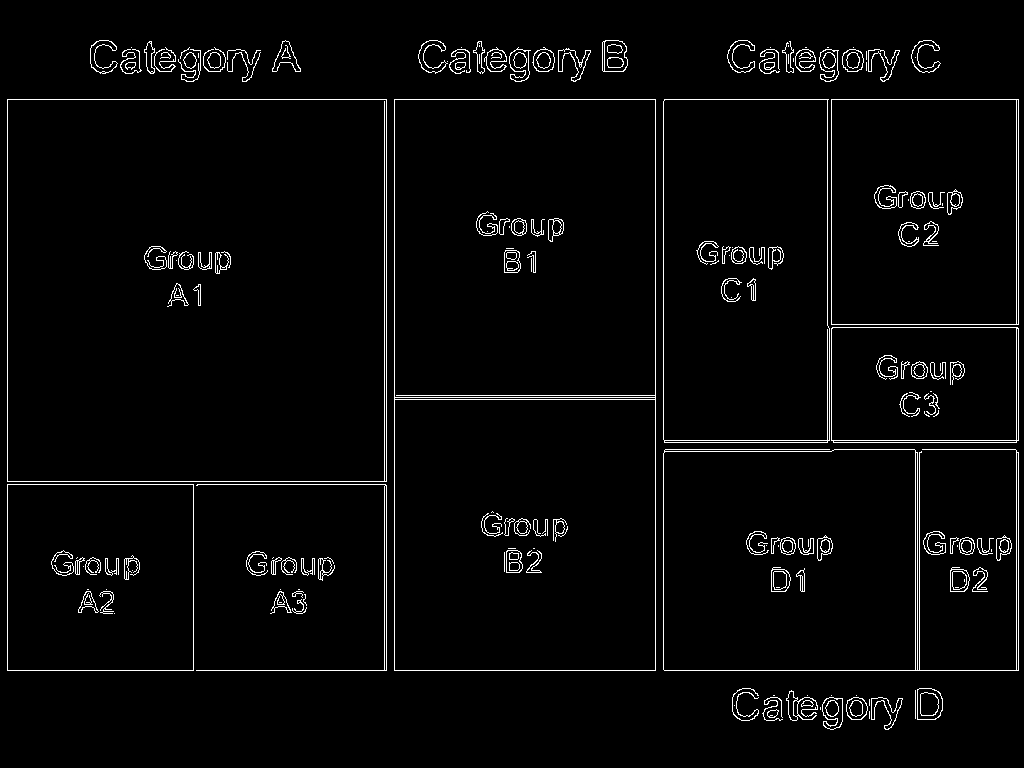 Category A
Category B
Category C
Group
A1
Group
B1
Group
C1
Group
C2
Group
C3
Group
A2
Group
A3
Group
B2
Group
D1
Group
D2
Category D